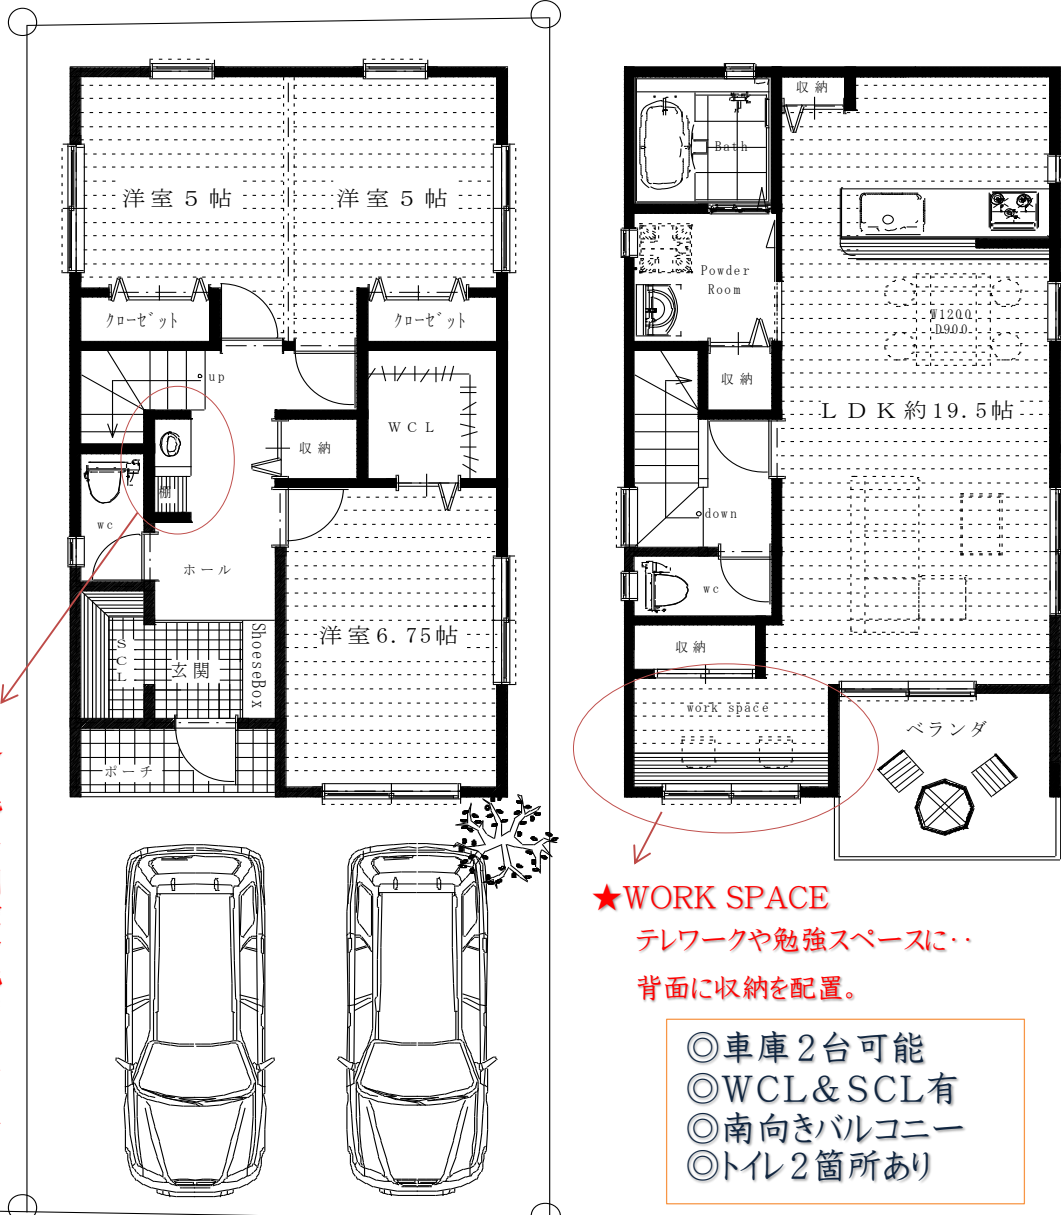 洋室５帖
洋室５帖
クローゼット
クローゼット
up
WCL
収納
棚
wc
ホール
洋室6.75帖
SCL
玄関
ShoeseBox
ポーチ
収納
Bath
Powder
Room
W1200
D900
収納
ＬＤＫ約19.5帖
down
wc
収納
work space
ベランダ
★WORK SPACE
テレワークや勉強スペースに‥
背面に収納を配置。
◎車庫２台可能
◎WCL&SCL有
◎南向きバルコニー
◎トイレ２箇所あり